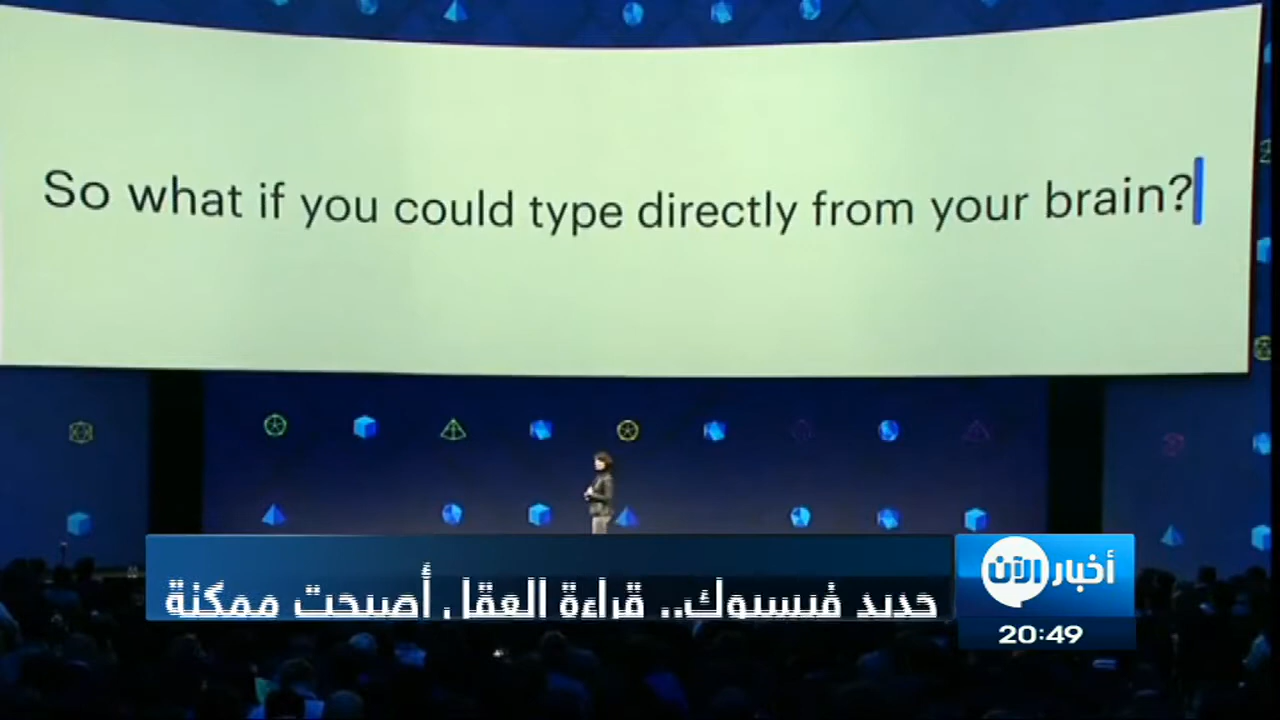 So what if you could type directly from your brain?
جديد فيسبوك.. قراءة العقل أصبحت ممكنة
أخبار الآن
20:49